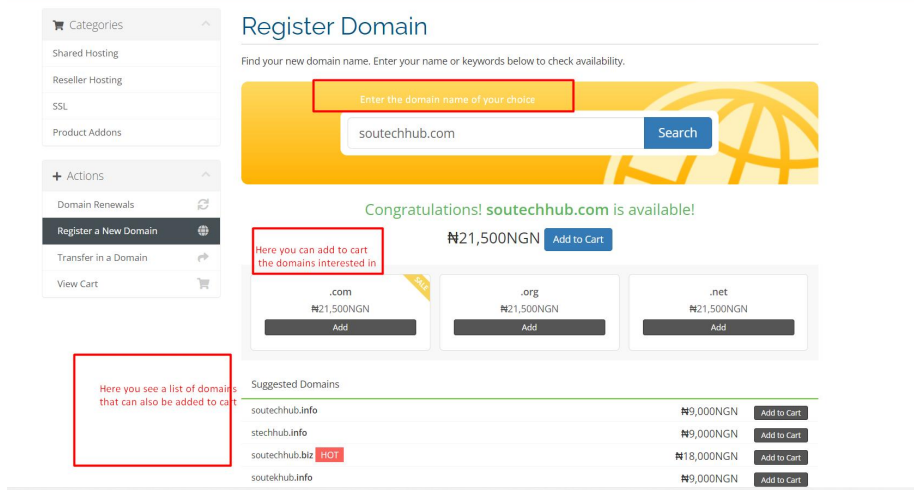 Categories
Shared Hosting
Reseller Hosting
SSL
Product Addons
+ Actions
Domain Renewals
Register a New Domain
Transfer in a Domain
View Cart
Here you see a list of domains
that can also be added to cart
Register Domain
Find your new domain name. Enter your name or keywords below to check availability.
Enter the domain name of your choice
soutechhub.com Search
Congratulations! soutechhub.com is available!
₦21,500NGN Add to Cart
Here you can add to cart
the domains interested in
SALE
.com .org .net
₦21,500NGN ₦21,500NGN ₦21,500NGN
Add Add Add
Suggested Domains
soutechhub.info ₦9,000NGN Add to Cart
stechhub.info ₦9,000NGN Add to Cart
soutechhub.biz HOT ₦18,000NGN Add to Cart
soutekhub.info ₦9,000NGN Add to Cart